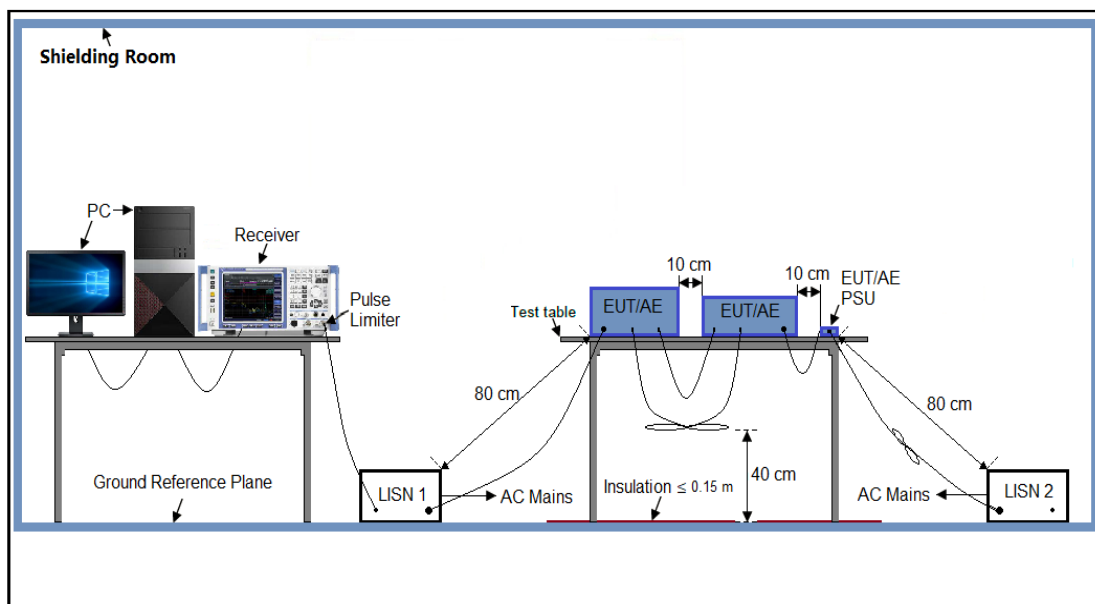 Shielding Room
PC
Receiver
Pulse
Limiter
10 cm
10 cm
EUT/AE
PSU
EUT/AE
EUT/AE
Test table
80 cm
80 cm
40 cm
Ground Reference Plane
LISN 1
AC Mains
Insulation ≤ 0.15 m
AC Mains
LISN 2